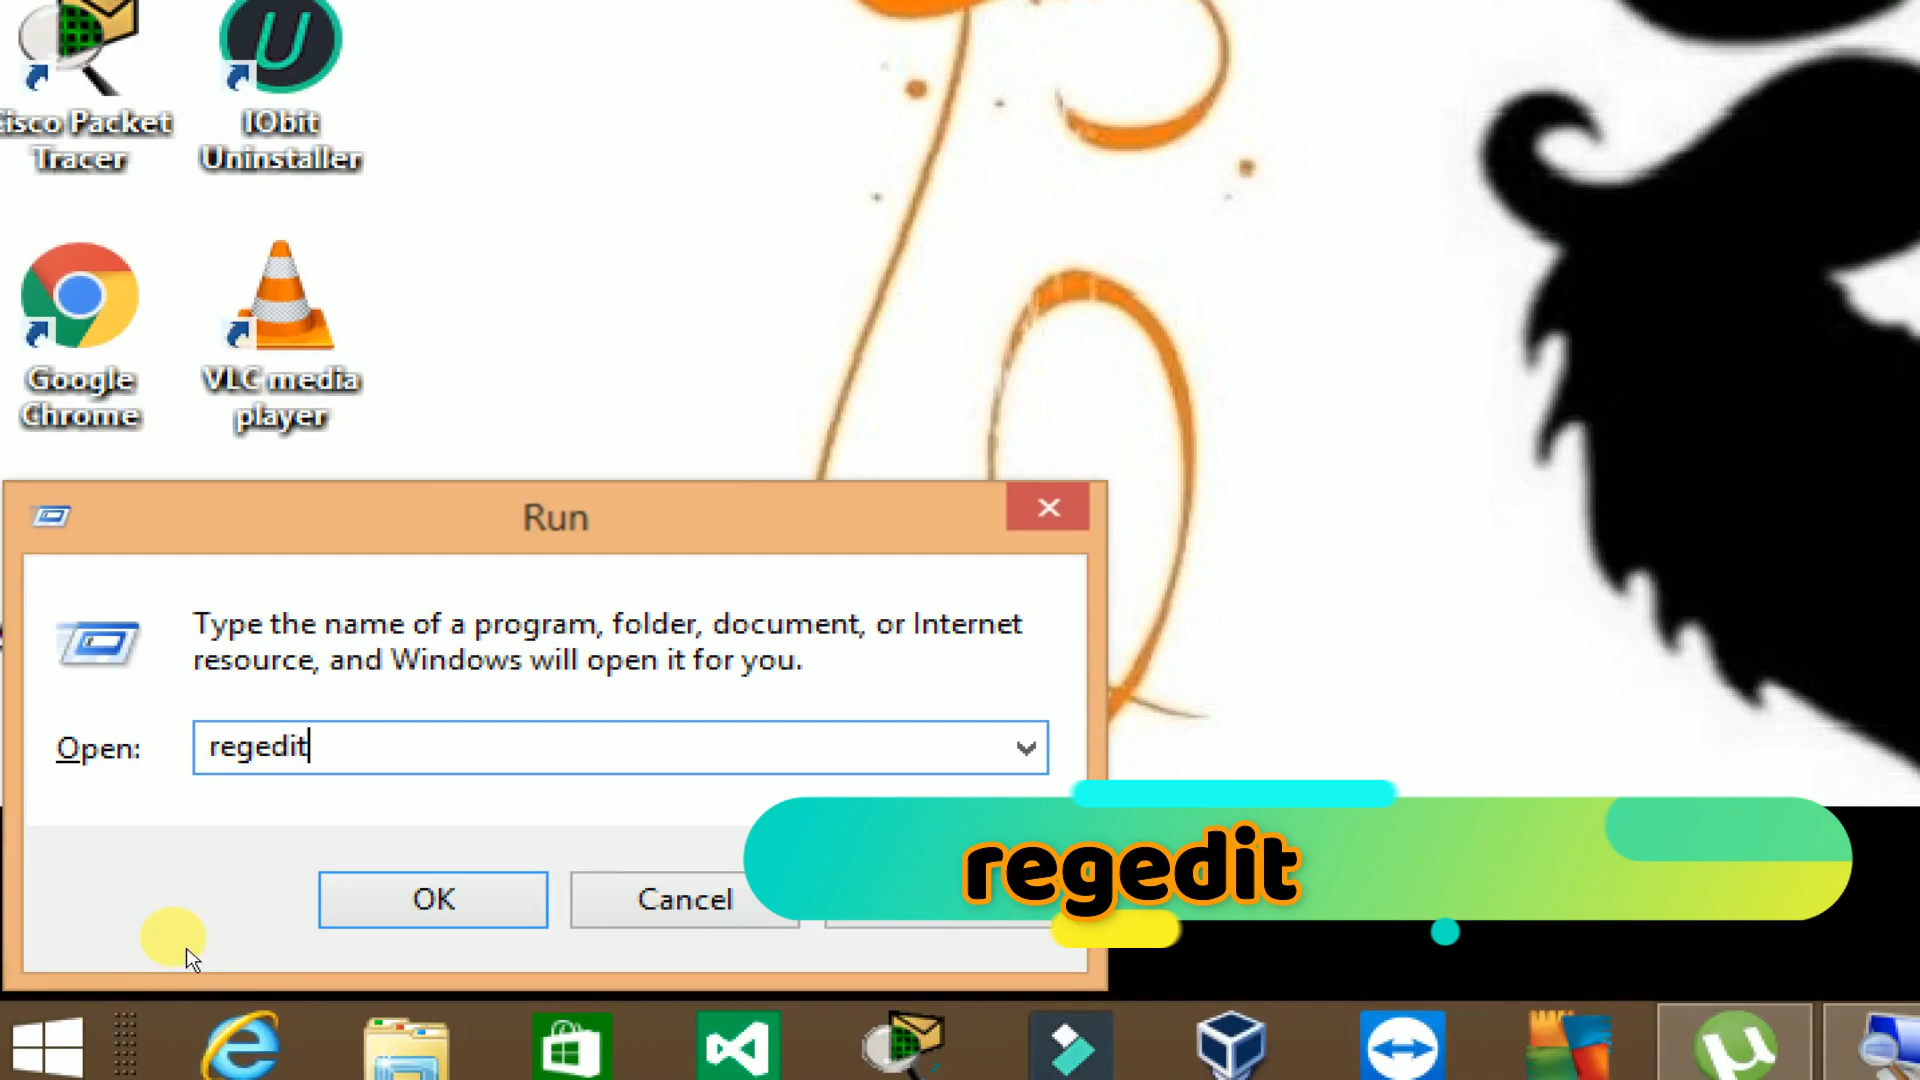 Cisco Packet
Tracer
IObit
Uninstaller
Google
Chrome
VLC media
player
Run
Type the name of a program, folder, document, or Internet
resource, and Windows will open it for you.
Open:
regedit
OK
Cancel
regedit